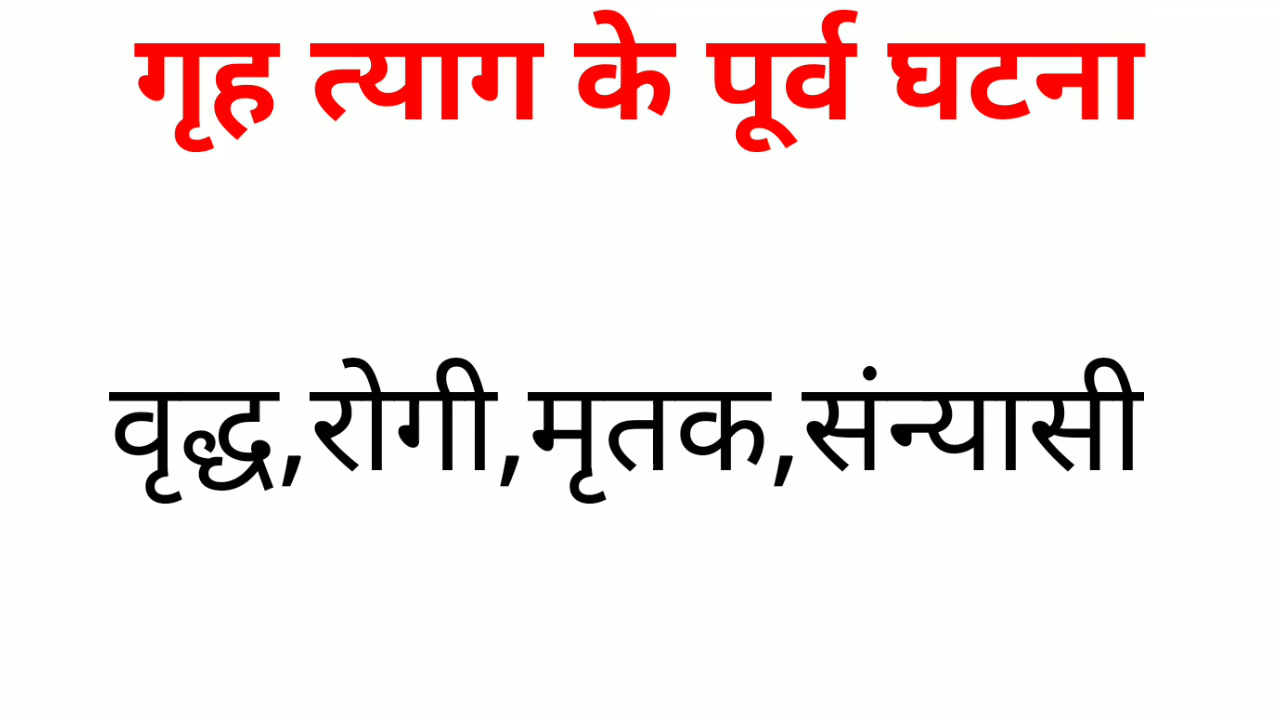 गृह त्याग के पूर्व घटना
वृद्ध,रोगी,मृतक,संन्यासी